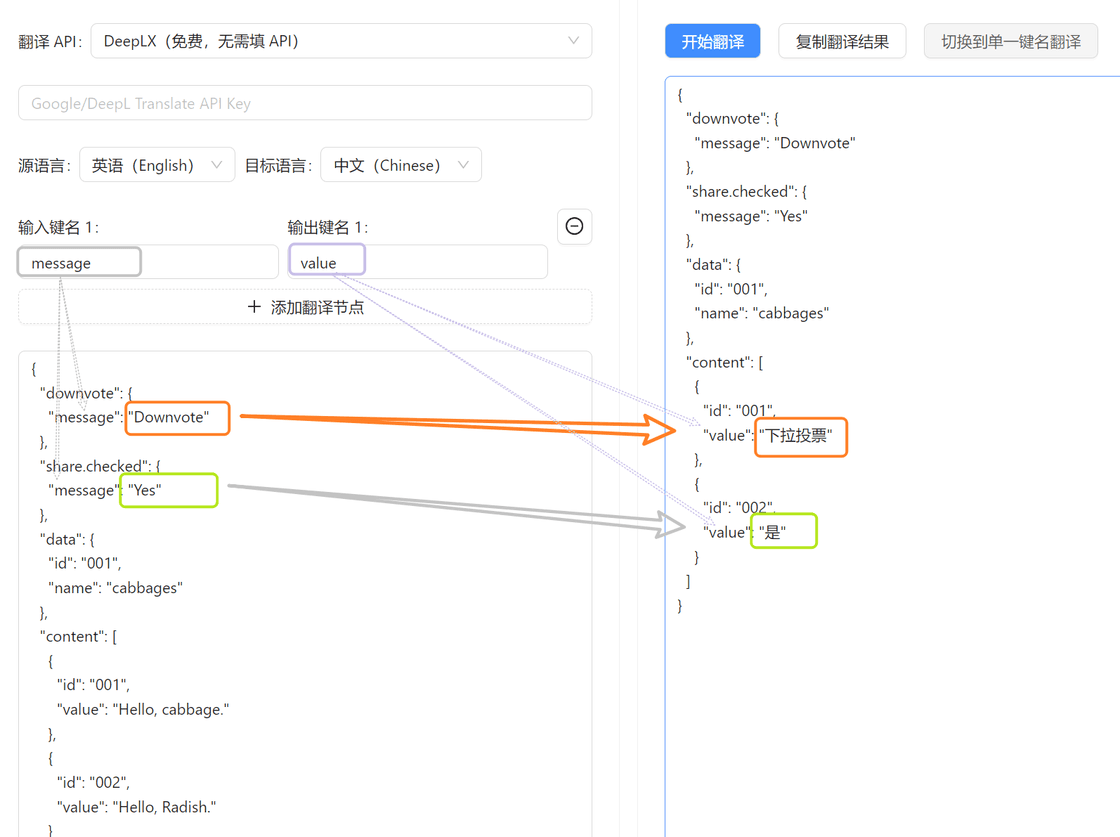 翻译 API: DeepLX（免费，无需填 API）
Google/DeepL Translate API Key
源语言: 英语（English） 目标语言: 中文（Chinese）
输入键名 1: 输出键名 1:
message value
+ 添加翻译节点
{
"downvote": {
"message": "Downvote"
},
"share.checked": {
"message": "Yes"
},
"data": {
"id": "001",
"name": "cabbages"
},
"content": [
{
"id": "001",
"value": "Hello, cabbage."
},
{
"id": "002",
"value": "Hello, Radish."
}
开始翻译 复制翻译结果 切换到单一键名翻译
{
"downvote": {
"message": "Downvote"
},
"share.checked": {
"message": "Yes"
},
"data": {
"id": "001",
"name": "cabbages"
},
"content": [
{
"id": "001",
"value": "下拉投票"
},
{
"id": "002",
"value": "是"
}
]
}